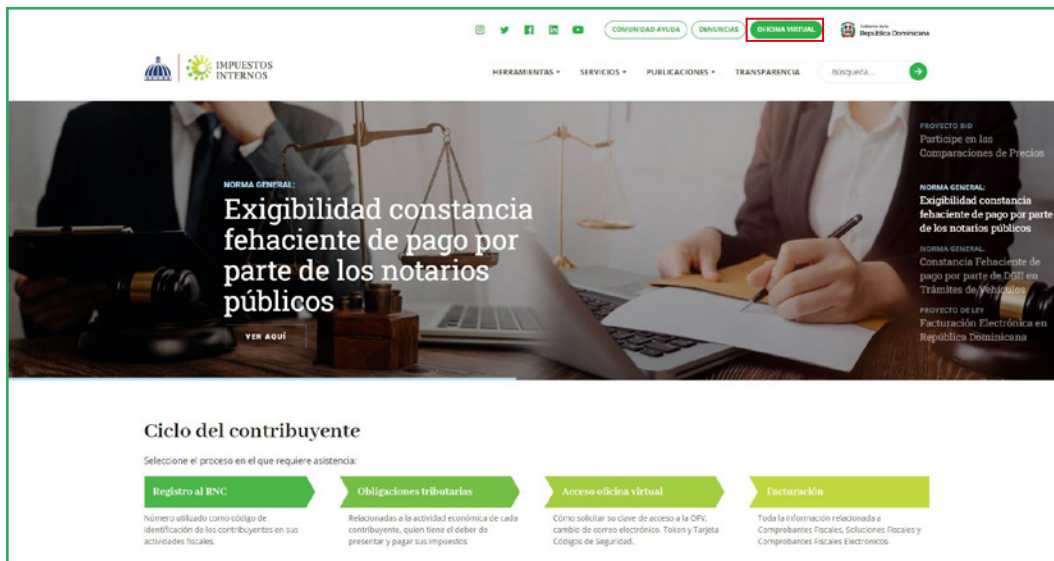 COMUNIDAD AYUDA
DENUNCIAS
OFICINA VIRTUAL
Gobierno de la
República Dominicana
IMPUESTOS
INTERNOS
HERRAMIENTAS
SERVICIOS
PUBLICACIONES
TRANSPARENCIA
Búsqueda...
NORMA GENERAL:
Exigibilidad constancia
fehaciente de pago por
parte de los notarios
públicos
VER AQUÍ
PROYECTO BID
Participe en las
Comparaciones de Precios
NORMA GENERAL:
Exigibilidad constancia
fehaciente de pago por parte
de los notarios públicos
NORMA GENERAL:
Constancia Fehaciente de
pago por parte de DGII en
Trámites de Vehículos
PROYECTO DE LEY
Facturación Electrónica en
República Dominicana
Ciclo del contribuyente
Seleccione el proceso en el que requiere asistencia:
Registro al RNC
Número utilizado como código de
identificación de los contribuyentes en sus
actividades fiscales.
Obligaciones tributarias
Relacionadas a la actividad económica de cada
contribuyente, quien tiene el deber de
presentar y pagar sus impuestos
Acceso oficina virtual
Cómo solicitar su clave de acceso a la OFV,
cambio de correo electrónico, Token y Tarjeta
Códigos de Seguridad.
Facturación
Toda la información relacionada a
Comprobantes Fiscales, Soluciones Fiscales y
Comprobantes Fiscales Electronicos.